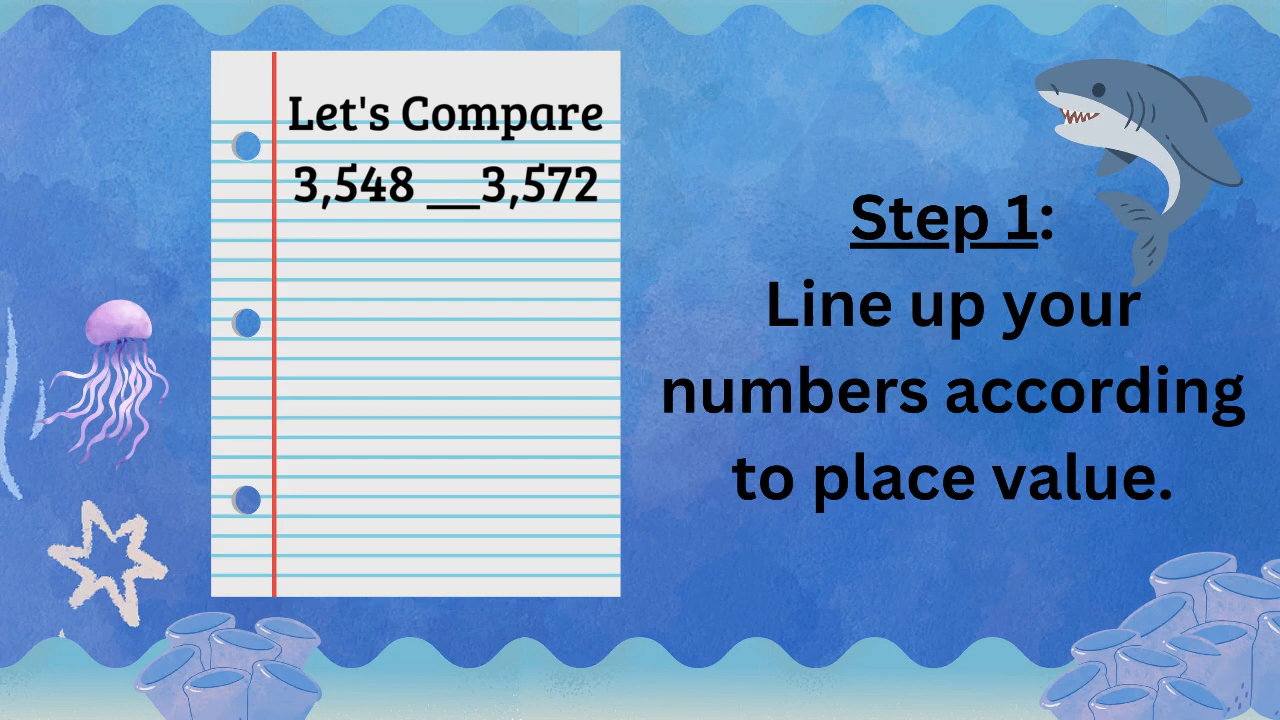 Let's Compare
3,548 __3,572
Step 1:
Line up your
numbers according
to place value.